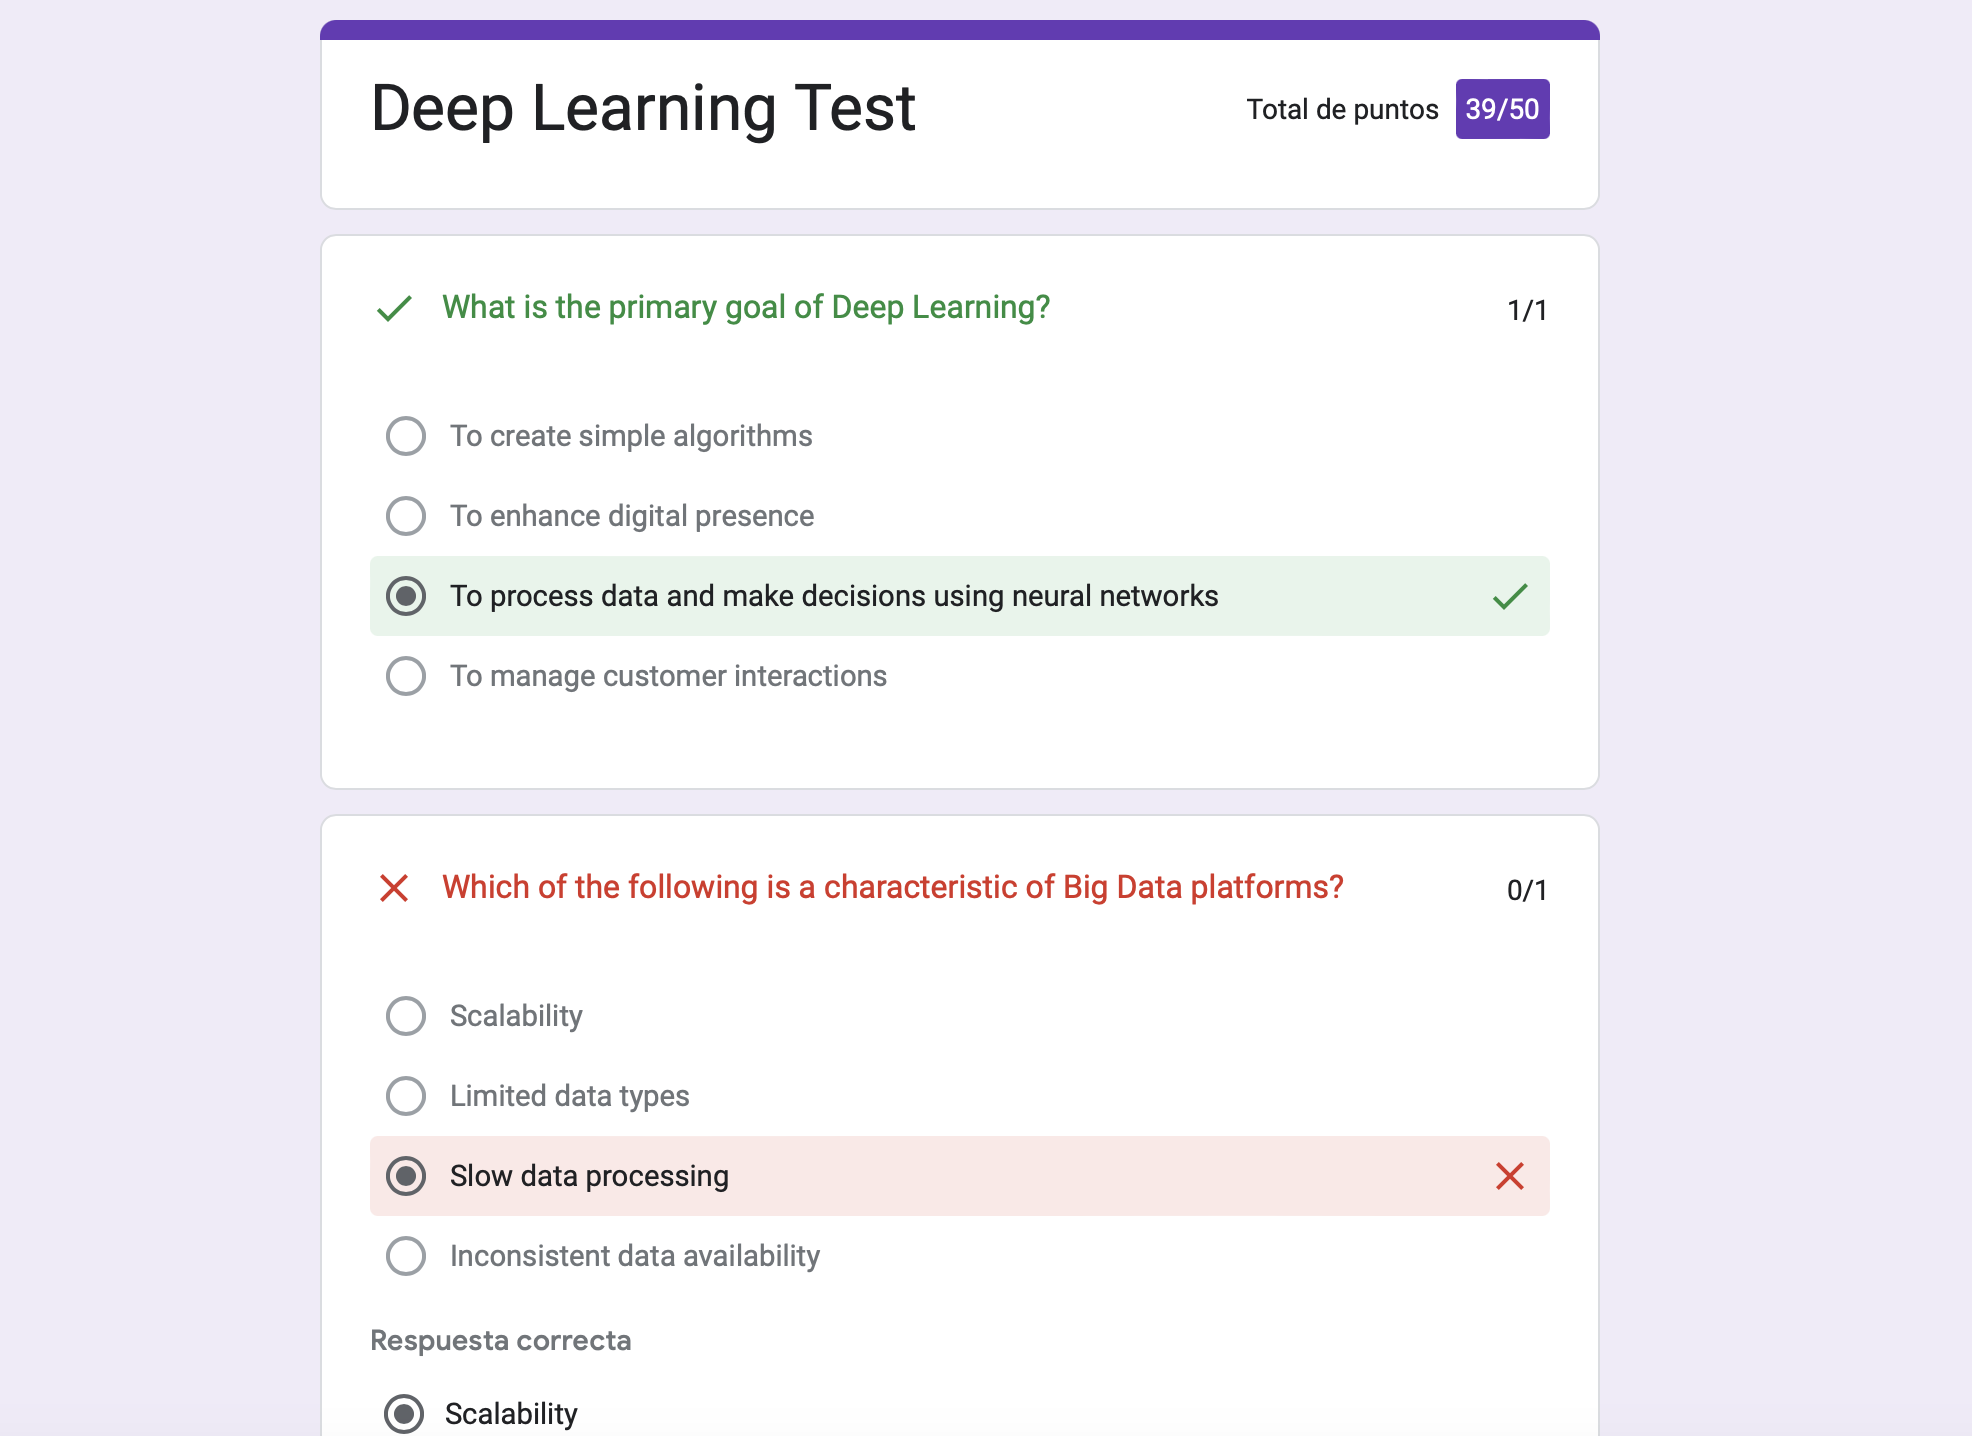 Deep Learning Test
Total de puntos 39/50
What is the primary goal of Deep Learning? 1/1
To create simple algorithms
To enhance digital presence
To process data and make decisions using neural networks
To manage customer interactions
Which of the following is a characteristic of Big Data platforms? 0/1
Scalability
Limited data types
Slow data processing
Inconsistent data availability
Respuesta correcta
Scalability